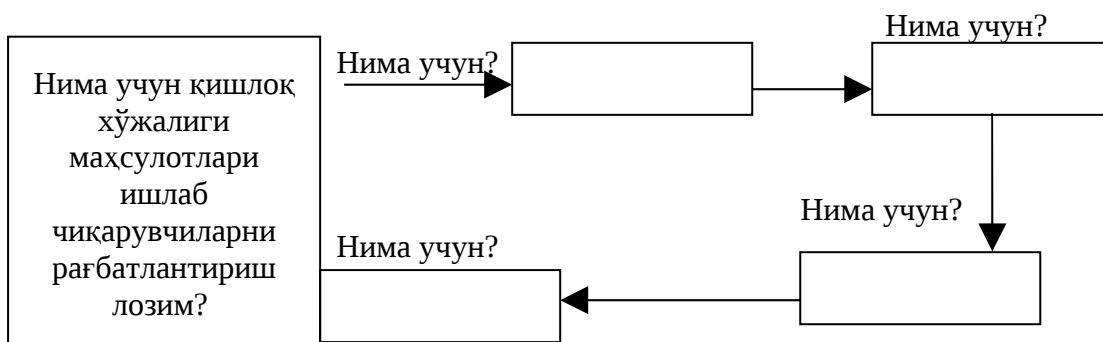 Нима учун қишлоқ
хўжалиги
маҳсулотлари
ишлаб
чиқарувчиларни
рағбатлантириш
лозим?
Нима учун?
Нима учун?
Нима учун?
Нима учун?